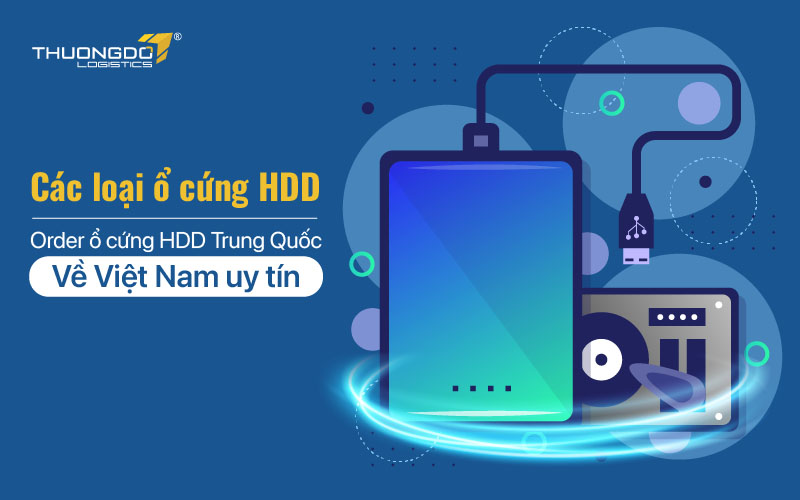 THUONGDO®
LOGISTICS
Các loại ổ cứng HDD
Order ổ cứng HDD Trung Quốc
Về Việt Nam uy tín